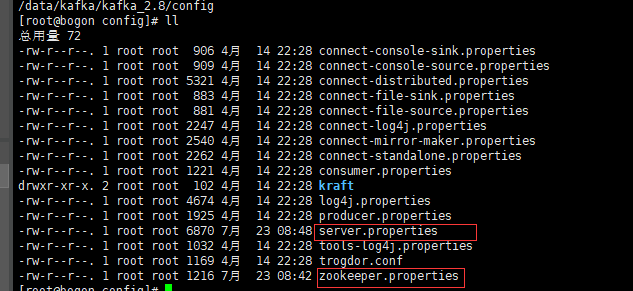 /data/kafka/kafka_2.8/config
[root@bogon config]# ll
总用量 72
-rw-r--r--. 1 root root  906 4月  14 22:28 connect-console-sink.properties
-rw-r--r--. 1 root root  909 4月  14 22:28 connect-console-source.properties
-rw-r--r--. 1 root root 5321 4月  14 22:28 connect-distributed.properties
-rw-r--r--. 1 root root  883 4月  14 22:28 connect-file-sink.properties
-rw-r--r--. 1 root root  881 4月  14 22:28 connect-file-source.properties
-rw-r--r--. 1 root root 2247 4月  14 22:28 connect-log4j.properties
-rw-r--r--. 1 root root 2540 4月  14 22:28 connect-mirror-maker.properties
-rw-r--r--. 1 root root 2262 4月  14 22:28 connect-standalone.properties
-rw-r--r--. 1 root root 1221 4月  14 22:28 consumer.properties
drwxr-xr-x. 2 root root  102 4月  14 22:28 kraft
-rw-r--r--. 1 root root 4674 4月  14 22:28 log4j.properties
-rw-r--r--. 1 root root 1925 4月  14 22:28 producer.properties
-rw-r--r--. 1 root root 6870 7月  23 08:48 server.properties
-rw-r--r--. 1 root root 1032 4月  14 22:28 tools-log4j.properties
-rw-r--r--. 1 root root 1169 4月  14 22:28 trogdor.conf
-rw-r--r--. 1 root root 1216 7月  23 08:42 zookeeper.properties
[root@bogon config]#